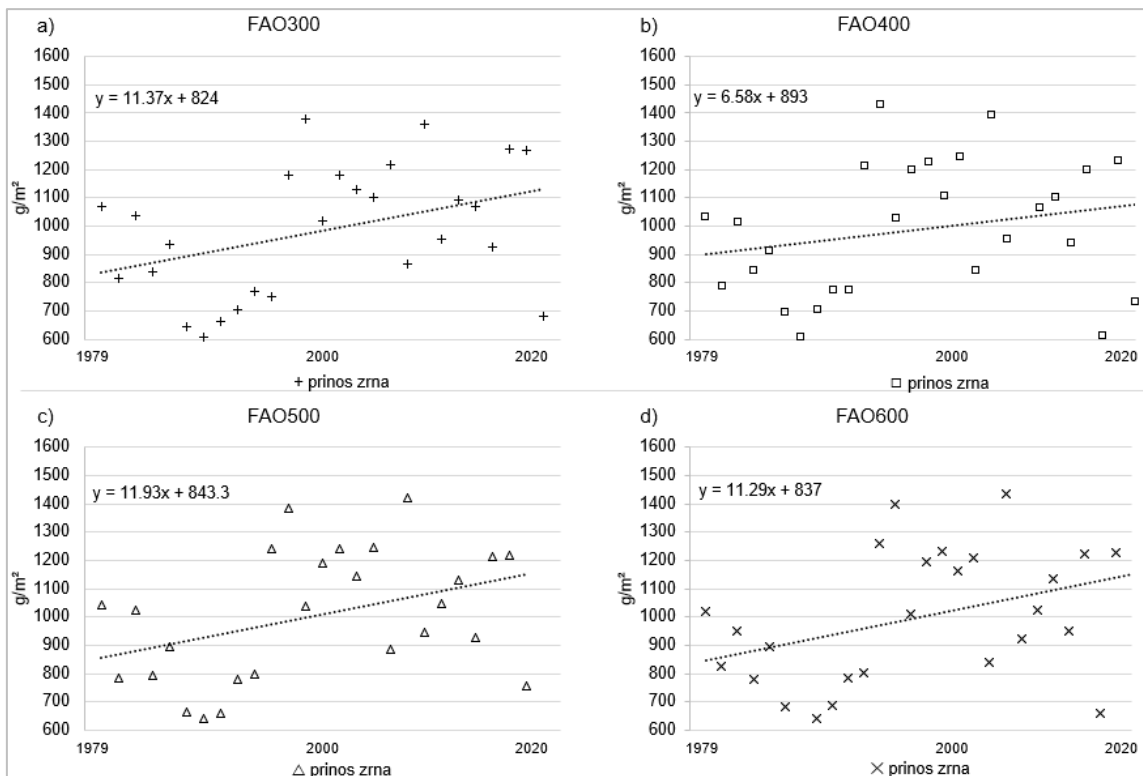 a) FAO300
1600
1500
1400
1300
1200
1100
1000
900
800
700
600
g/m²
y = 11.37x + 824
1979 2000 2020
+ prinos zrna
b) FAO400
1600
1500
1400
1300
1200
1100
1000
900
800
700
600
g/m²
y = 6.58x + 893
1979 2000 2020
□ prinos zrna
c) FAO500
1600
1500
1400
1300
1200
1100
1000
900
800
700
600
g/m²
y = 11.93x + 843.3
1979 2000 2020
△ prinos zrna
d) FAO600
1600
1500
1400
1300
1200
1100
1000
900
800
700
600
g/m²
y = 11.29x + 837
1979 2000 2020
× prinos zrna